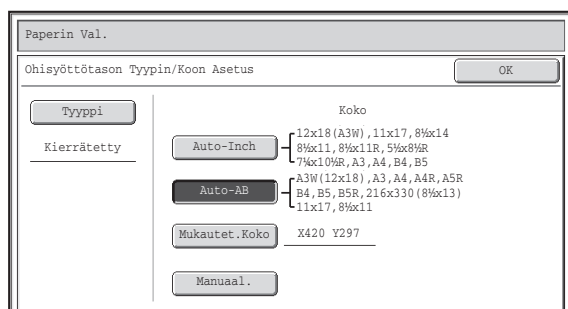 Paperin Val.
Ohisyöttötason Tyypin/Koon Asetus
OK
Tyyppi
Kierrätetty
Koko
Auto-Inch
12x18(A3W),11x17,8½x14
8½x11,8½x11R,5½x8½R
7¼x10½R,A3,A4,B4,B5
Auto-AB
A3W(12x18),A3,A4,A4R,A5R
B4,B5,B5R,216x330(8½x13)
11x17,8½x11
Mukautet.Koko
X420 Y297
Manuaal.